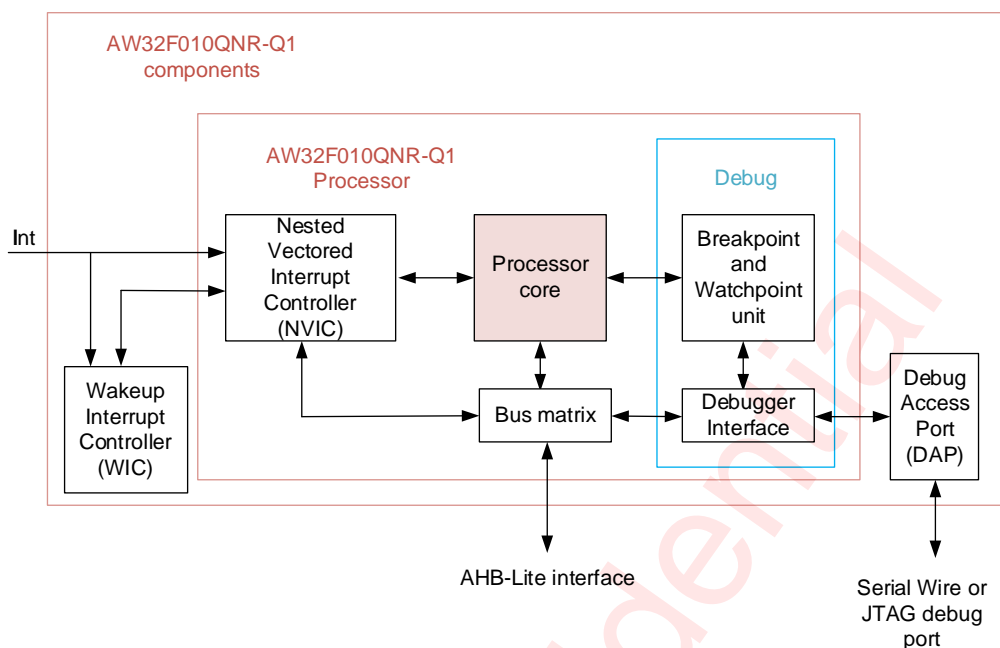 AW32F010QNR-Q1
components
AW32F010QNR-Q1
Processor
Debug
Int
Nested
Vectored
Interrupt
Controller
(NVIC)
Processor
core
Breakpoint
and
Watchpoint
unit
Wakeup
Interrupt
Controller
(WIC)
Bus matrix
Debugger
Interface
Debug
Access
Port
(DAP)
AHB-Lite interface
Serial Wire or
JTAG debug
port
fidential